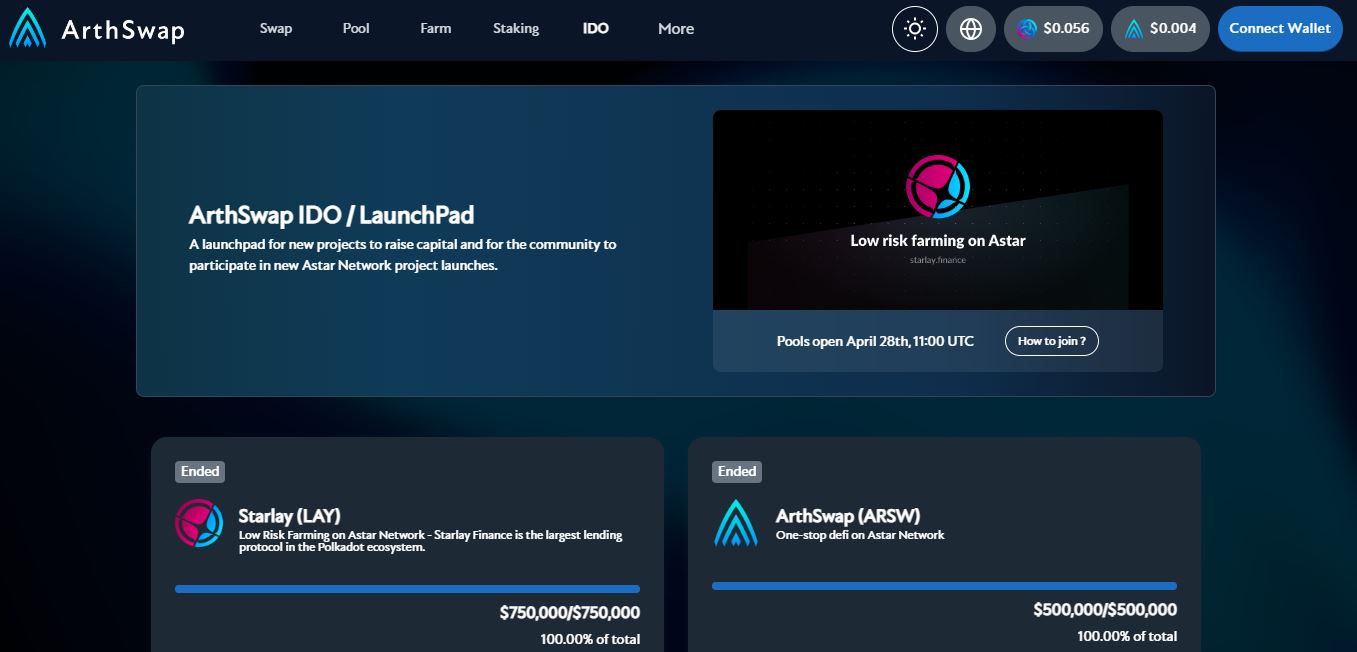 ArthSwap
Swap
Pool
Farm
Staking
IDO
More
$0.056
$0.004
Connect Wallet
ArthSwap IDO / LaunchPad
A launchpad for new projects to raise capital and for the community to
participate in new Astar Network project launches.
Low risk farming on Astar
starlay.finance
Pools open April 28th, 11:00 UTC
How to join ?
Ended
Starlay (LAY)
Low Risk Farming on Astar Network - Starlay Finance is the largest lending
protocol in the Polkadot ecosystem.
$750,000/$750,000
100.00% of total
Ended
ArthSwap (ARSW)
One-stop defi on Astar Network
$500,000/$500,000
100.00% of total